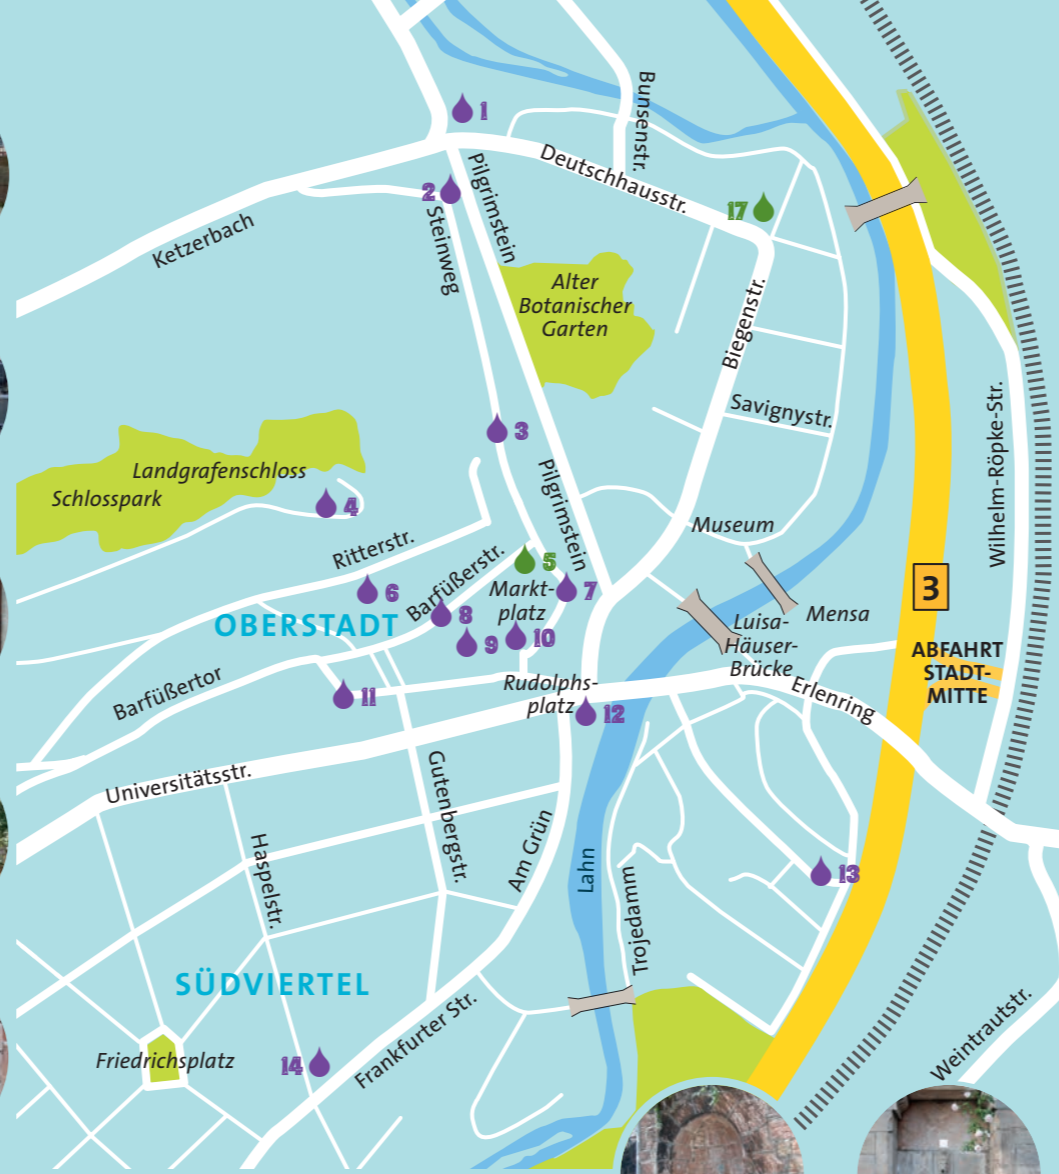 1
Bunsenstr.
Deutschhausstr.
Pilgrimstein
2
Steinweg
17
Ketzerbach
Alter
Botanischer
Garten
Biegenstr.
Savignystr.
Wilhelm-Röpke-Str.
3
Landgrafenschloss
Schlosspark
4
Pilgrimstein
Museum
Ritterstr.
Barfüßerstr.
5
6
Markt-
platz
7
3
Mensa
8
OBERSTADT
Luisa-
Häuser-
Brücke
9
10
ABFAHRT
STADT-
MITTE
Barfüßertor
11
Rudolphs-
platz
12
Erlenring
Universitätsstr.
Gutenbergstr.
Haspelstr.
Am Grün
Lahn
Trojedamm
13
SÜDVIERTEL
Frankfurter Str.
Weintrautstr.
Friedrichsplatz
14